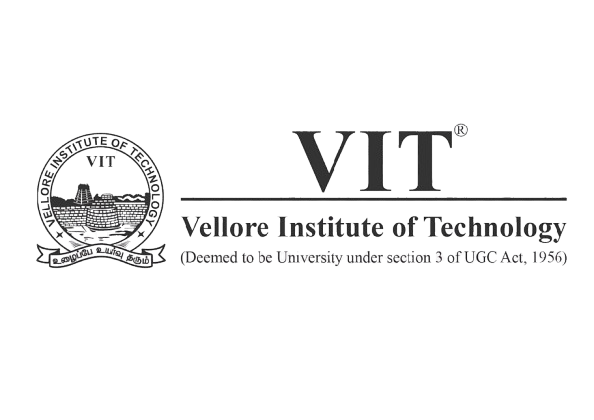 VELLORE INSTITUTE OF TECHNOLOGY
VIT
உழைப்பே உயர்வு தரும்
VIT®
Vellore Institute of Technology
(Deemed to be University under section 3 of UGC Act, 1956)